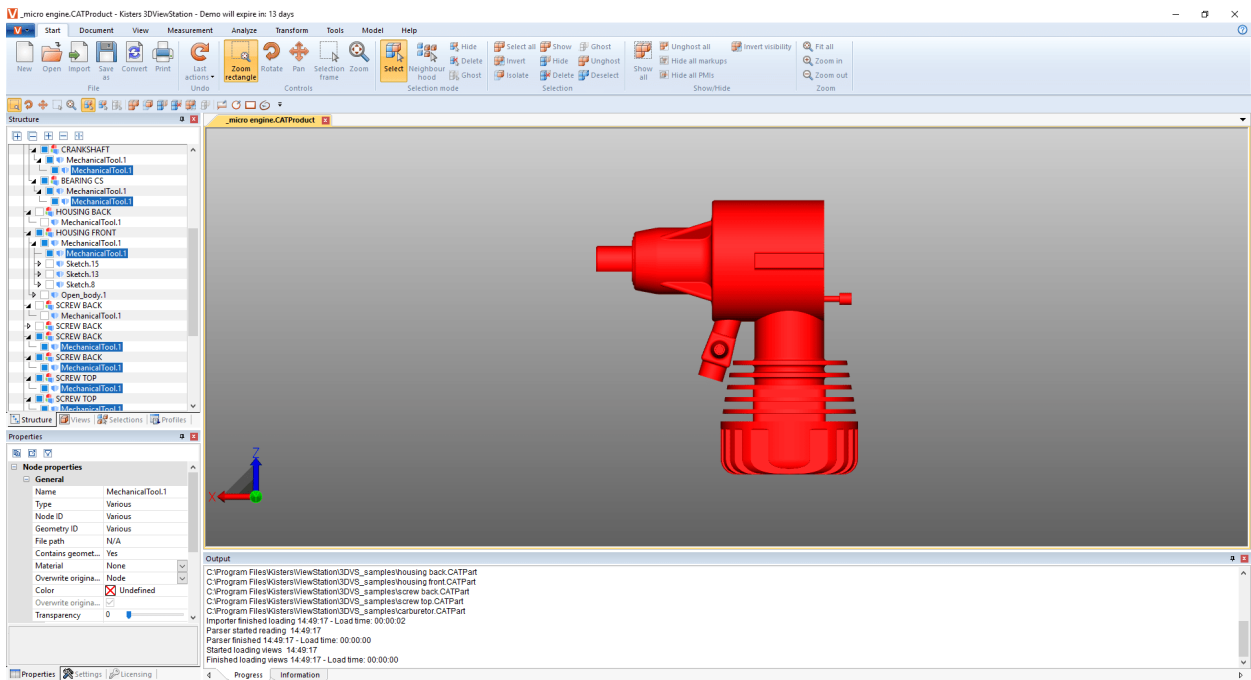 _micro engine.CATProduct - Kisters 3DViewStation - Demo will expire in: 13 days
Start Document View Measurement Analyze Transform Tools Model Help
New Open Import Save as Convert Print
File
Last actions
Undo
Zoom rectangle Rotate Pan Selection frame Zoom
Controls
Select Neighbour hood Hide Delete Ghost
Selection mode
Select all Show Ghost
Invert Hide Unghost
Isolate Delete Deselect
Selection
Show all Unghost all Invert visibility
Hide all markups
Hide all PMIs
Show/Hide
Fit all
Zoom in
Zoom out
Zoom
Structure
CRANKSHAFT
MechanicalTool.1
MechanicalTool.1
BEARING CS
MechanicalTool.1
MechanicalTool.1
HOUSING BACK
MechanicalTool.1
HOUSING FRONT
MechanicalTool.1
MechanicalTool.1
Sketch.15
Sketch.13
Sketch.8
Open_body.1
SCREW BACK
MechanicalTool.1
SCREW BACK
SCREW BACK
MechanicalTool.1
SCREW BACK
MechanicalTool.1
SCREW TOP
MechanicalTool.1
SCREW TOP
MechanicalTool.1
Structure Views Selections Profiles
Properties
Node properties
General
Name MechanicalTool.1
Type Various
Node ID Various
Geometry ID Various
File path N/A
Contains geomet... Yes
Material None
Overwrite origina... Node
Color Undefined
Overwrite origina...
Transparency 0
Properties Settings Licensing
_micro engine.CATProduct
Z
X
Output
C:\Program Files\Kisters\ViewStation\3DVS_samples\housing back.CATPart
C:\Program Files\Kisters\ViewStation\3DVS_samples\housing front.CATPart
C:\Program Files\Kisters\ViewStation\3DVS_samples\screw back.CATPart
C:\Program Files\Kisters\ViewStation\3DVS_samples\screw top.CATPart
C:\Program Files\Kisters\ViewStation\3DVS_samples\carburetor.CATPart
Importer finished loading 14:49:17 - Load time: 00:00:02
Parser started reading 14:49:17
Parser finished 14:49:17 - Load time: 00:00:00
Started loading views 14:49:17
Finished loading views 14:49:17 - Load time: 00:00:00
Progress Information